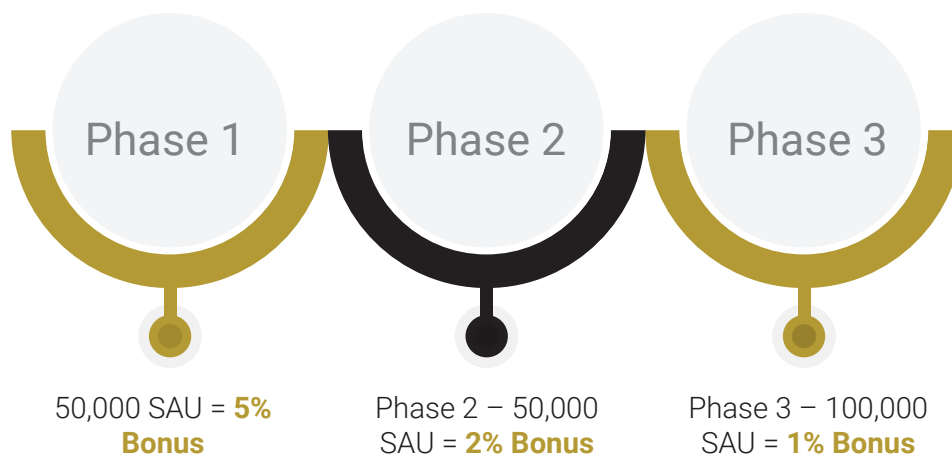 Phase 1
Phase 2
Phase 3
50,000 SAU = 5%
Bonus
Phase 2 – 50,000
SAU = 2% Bonus
Phase 3 – 100,000
SAU = 1% Bonus